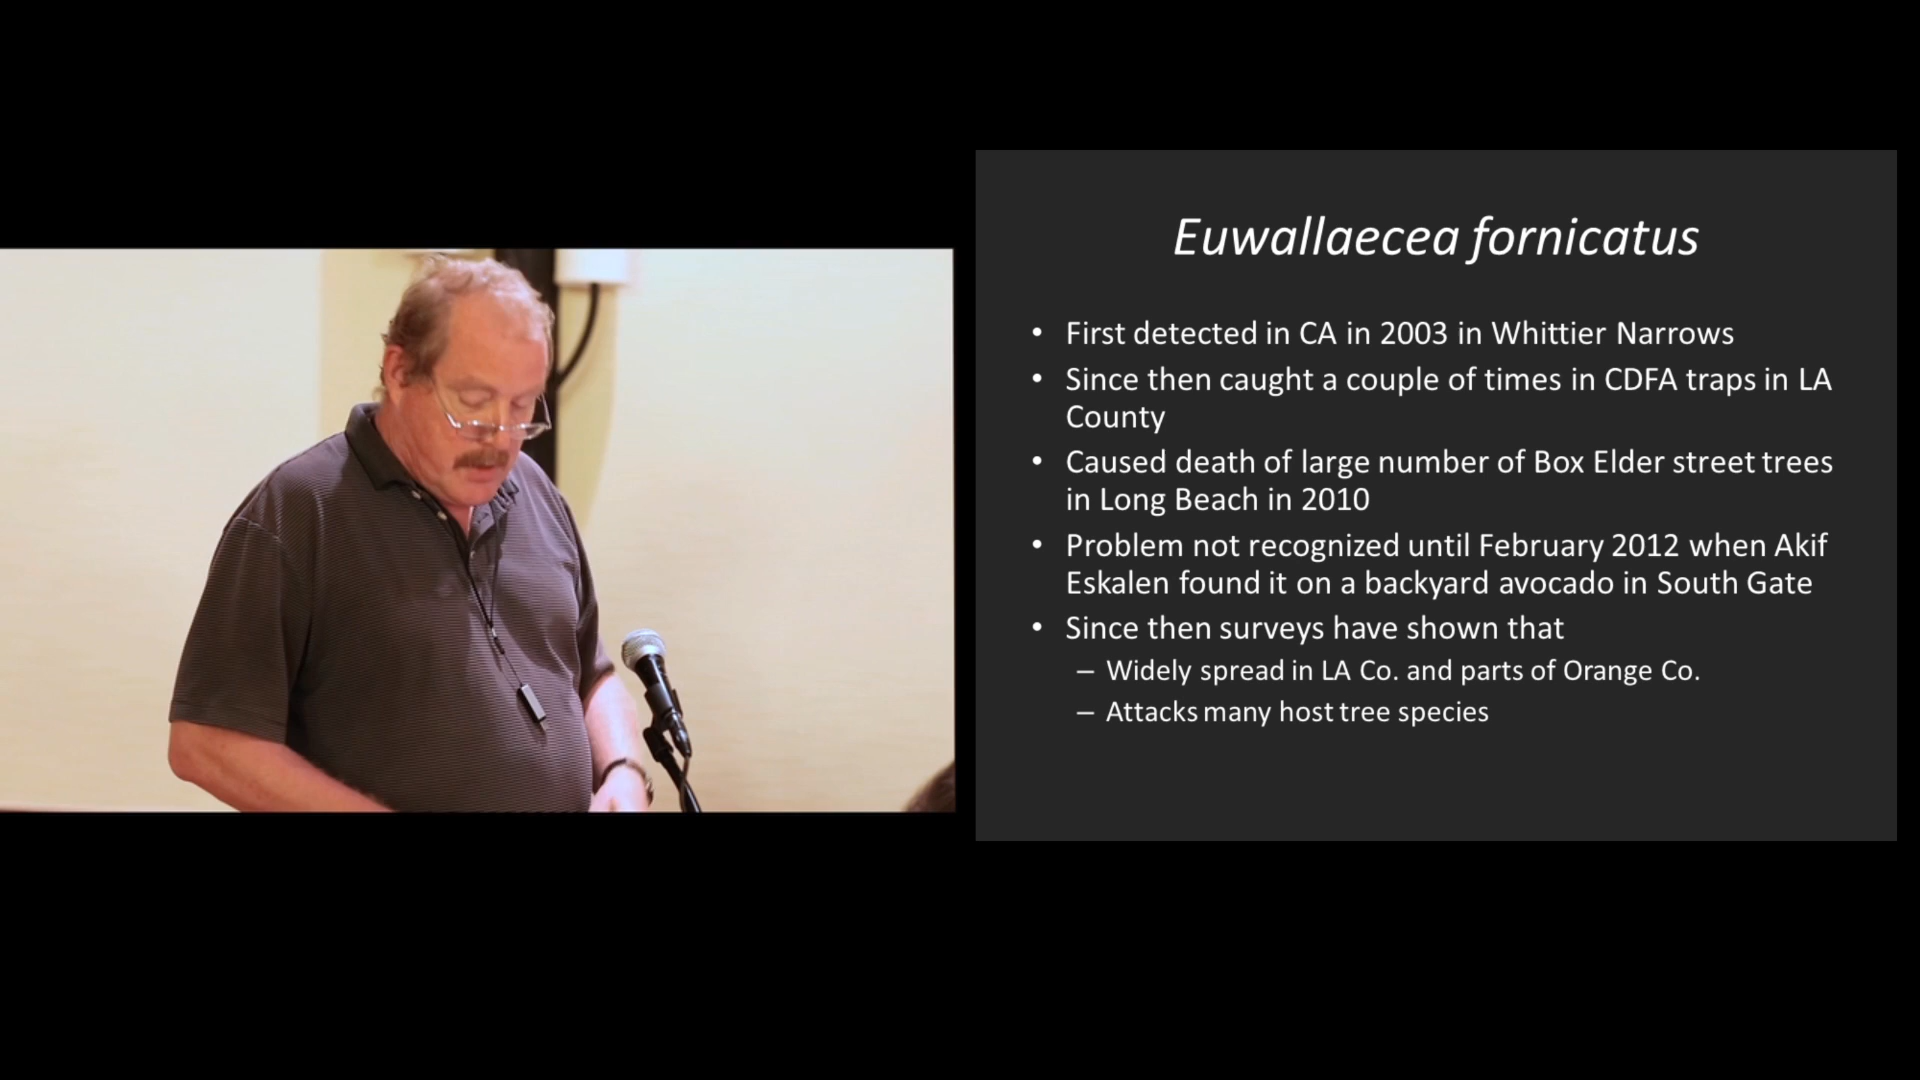 Euwallaecea fornicatus
• First detected in CA in 2003 in Whittier Narrows
• Since then caught a couple of times in CDFA traps in LA
County
• Caused death of large number of Box Elder street trees
in Long Beach in 2010
• Problem not recognized until February 2012 when Akif
Eskalen found it on a backyard avocado in South Gate
• Since then surveys have shown that
– Widely spread in LA Co. and parts of Orange Co.
– Attacks many host tree species